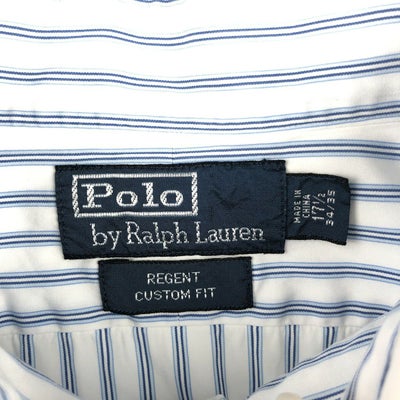 Polo
by Ralph Lauren
MADE IN
CHINA
17 1/2
34/35
REGENT
CUSTOM FIT